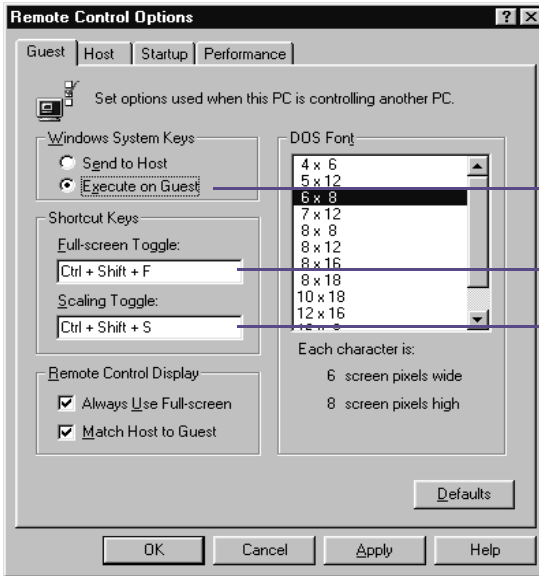 Remote Control Options
Guest Host Startup Performance
Set options used when this PC is controlling another PC.
Windows System Keys
Send to Host
Execute on Guest
Shortcut Keys
Full-screen Toggle:
Ctrl + Shift + F
Scaling Toggle:
Ctrl + Shift + S
Remote Control Display
Always Use Full-screen
Match Host to Guest
DOS Font
4 x 6
5 x 12
6 x 8
7 x 12
8 x 8
8 x 12
8 x 16
8 x 18
10 x 18
12 x 16
Each character is:
6 screen pixels wide
8 screen pixels high
Defaults
OK Cancel Apply Help